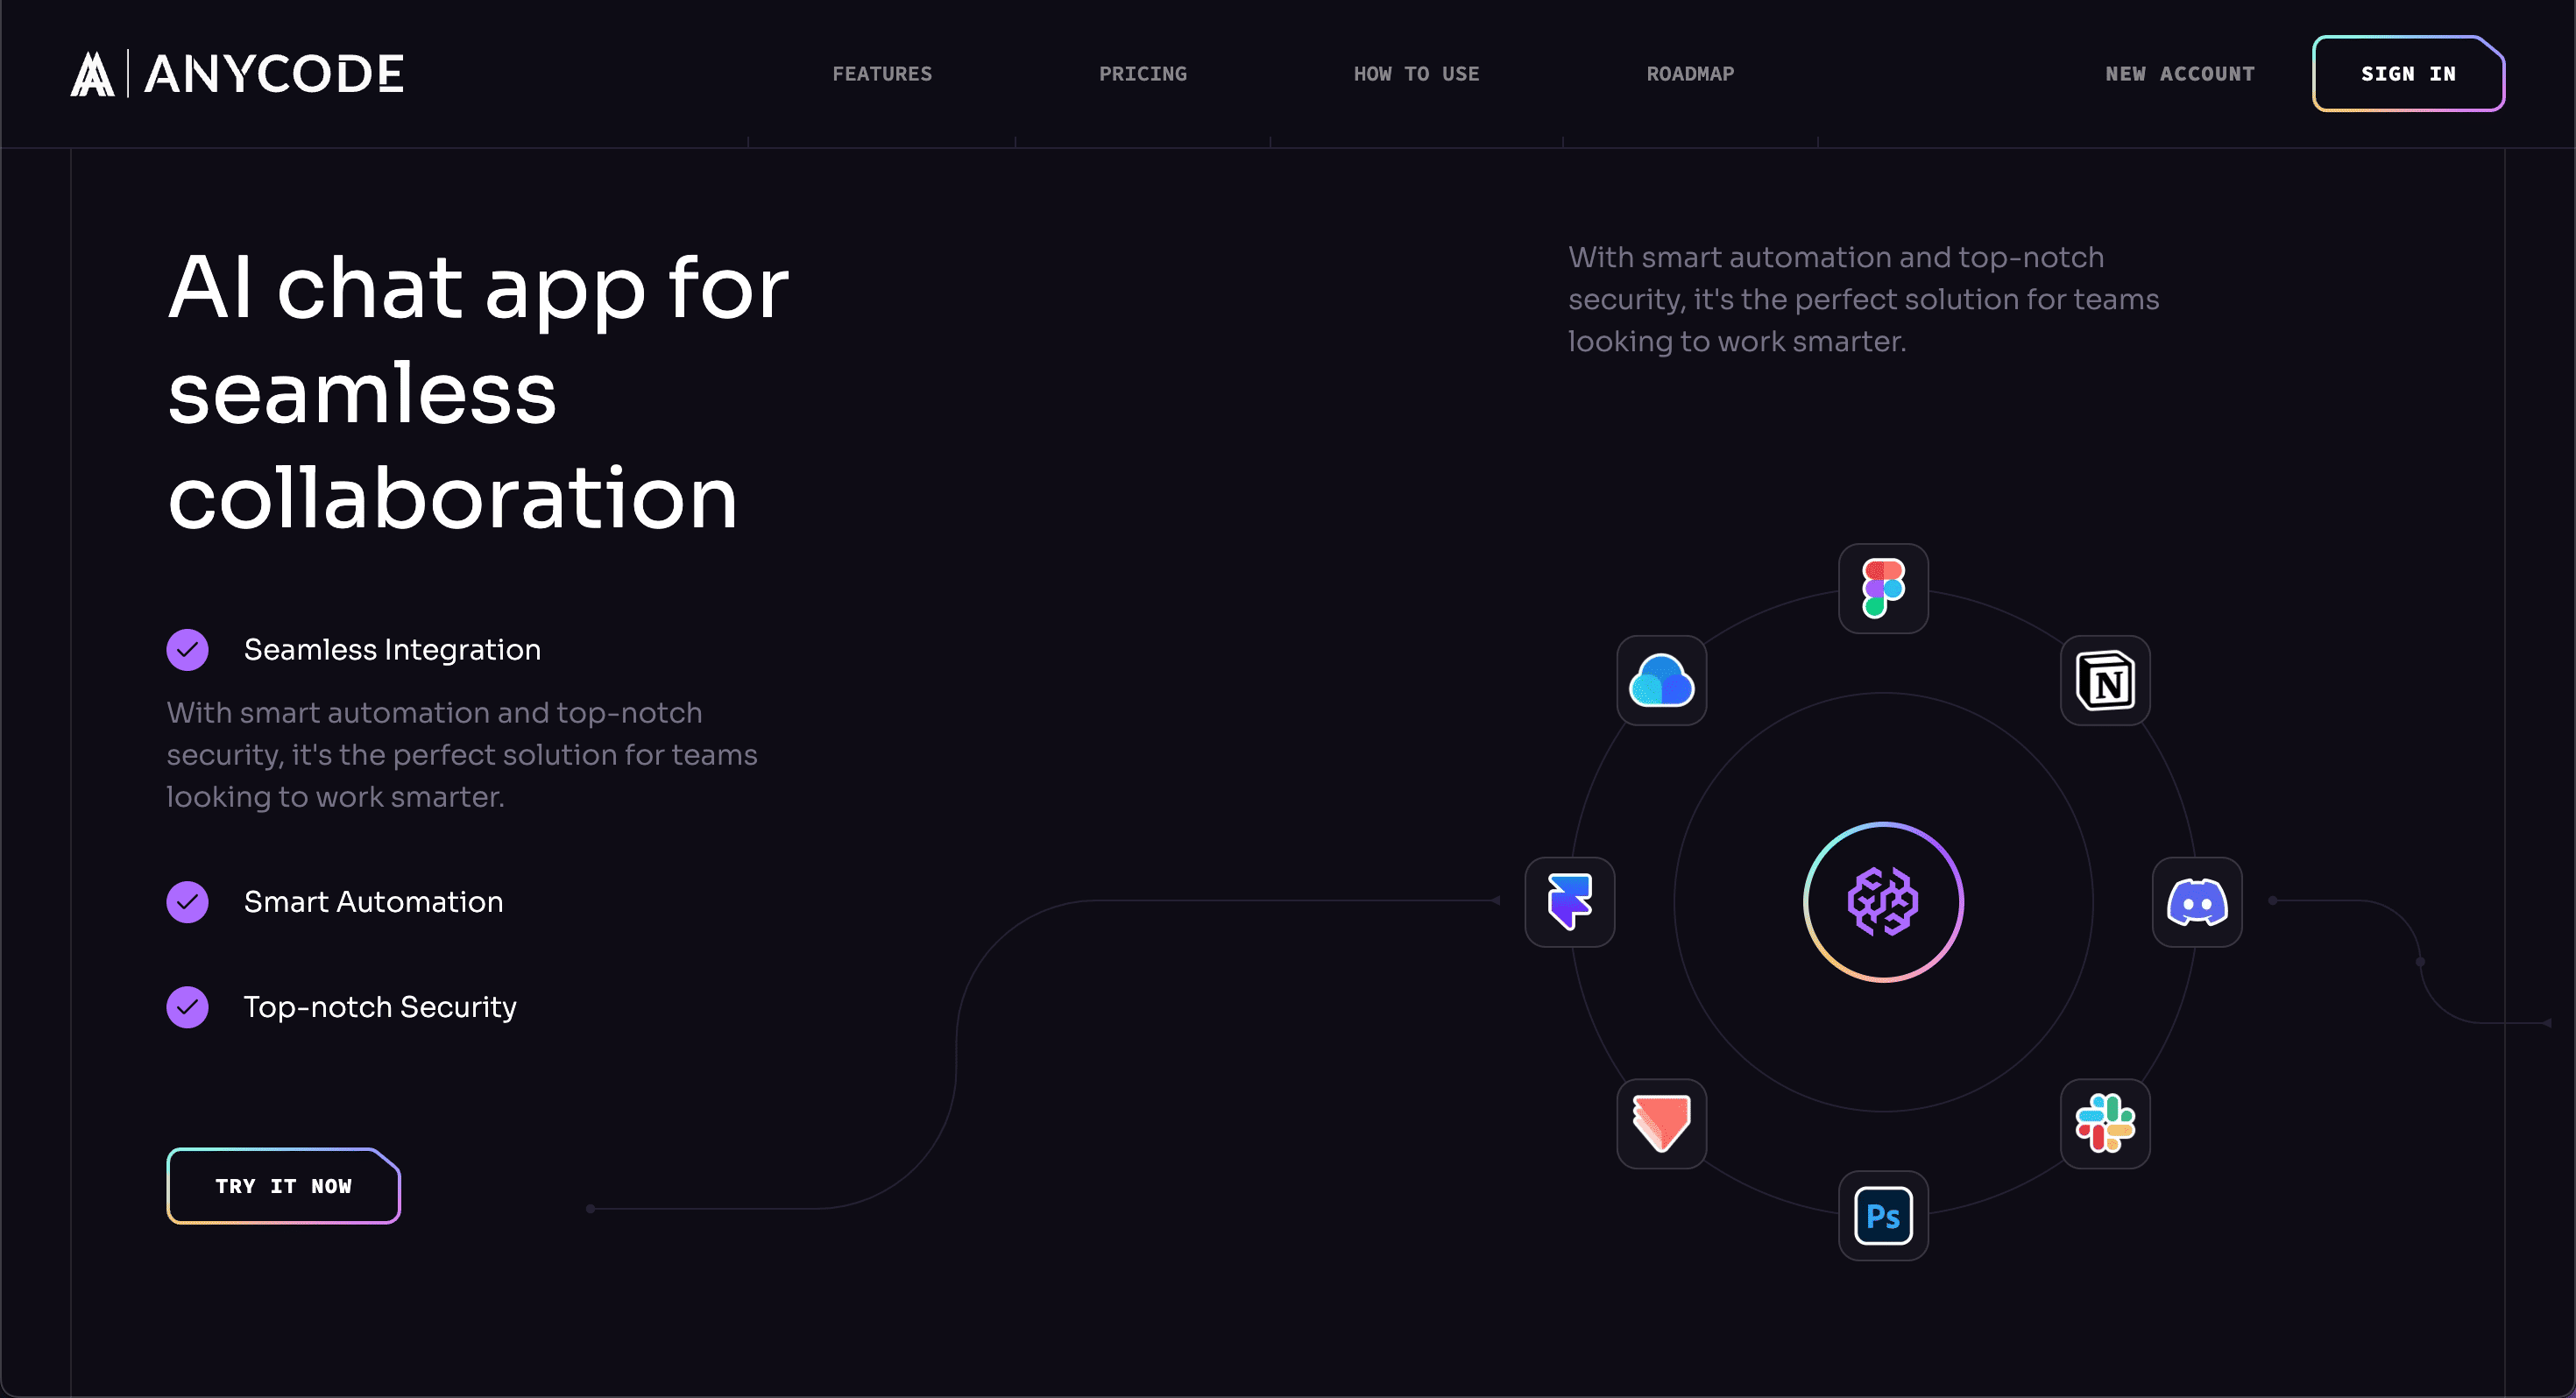 ANYCODE
FEATURES
PRICING
HOW TO USE
ROADMAP
NEW ACCOUNT
SIGN IN
AI chat app for
seamless
collaboration
With smart automation and top-notch
security, it's the perfect solution for teams
looking to work smarter.
Seamless Integration
With smart automation and top-notch
security, it's the perfect solution for teams
looking to work smarter.
Smart Automation
Top-notch Security
TRY IT NOW
N
Ps